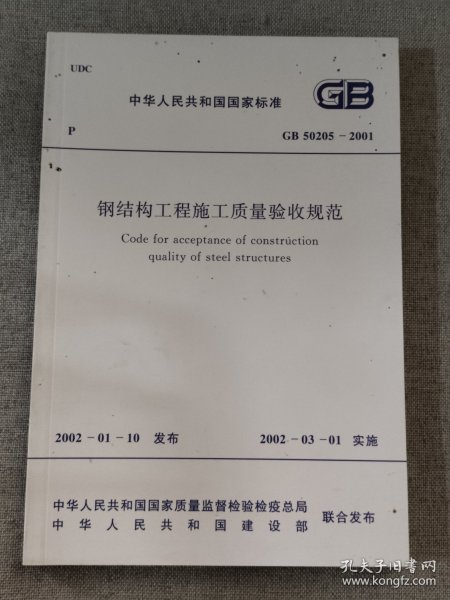 UDC
中华人民共和国国家标准
GB
P
GB 50205－2001
钢结构工程施工质量验收规范
Code for acceptance of construction
quality of steel structures
2002－01－10 发布
2002－03－01 实施
中华人民共和国国家质量监督检验检疫总局
中华人民共和国建设部
联合发布
孔夫子旧书网
www.kongfz.com